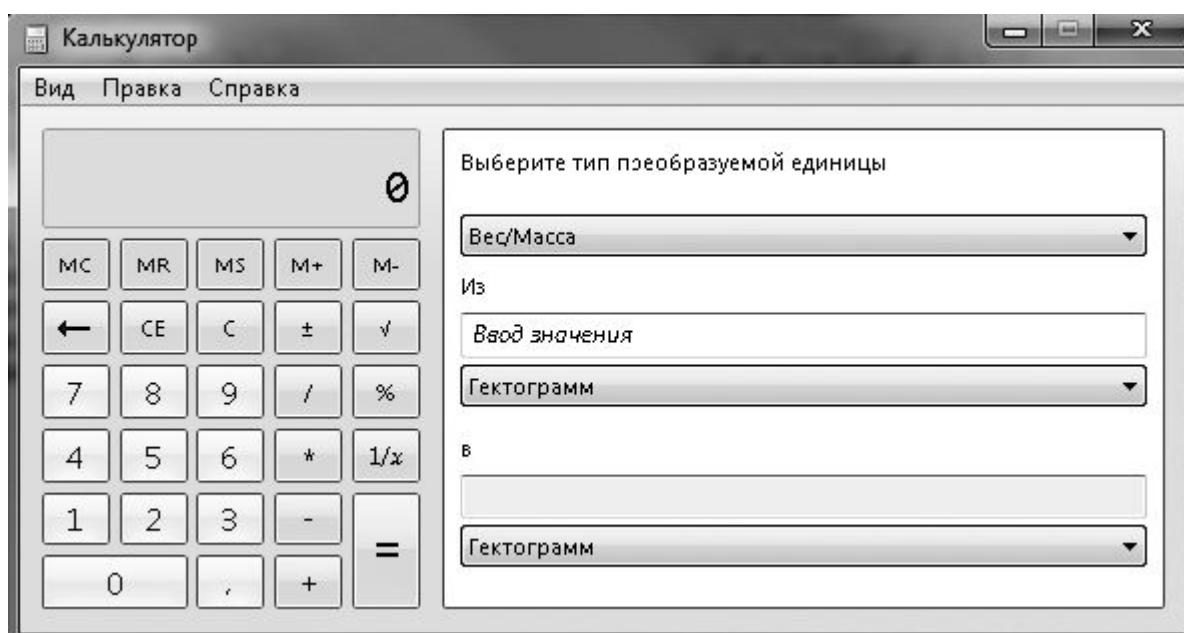 Калькулятор
Вид Правка Справка
0
MC MR MS M+ M-
← CE C ± √
7 8 9 / %
4 5 6 * 1/x
1 2 3 - =
0 , +
Выберите тип преобразуемой единицы
Вес/Масса
Из
Ввод значения
Гектограмм
в
Гектограмм